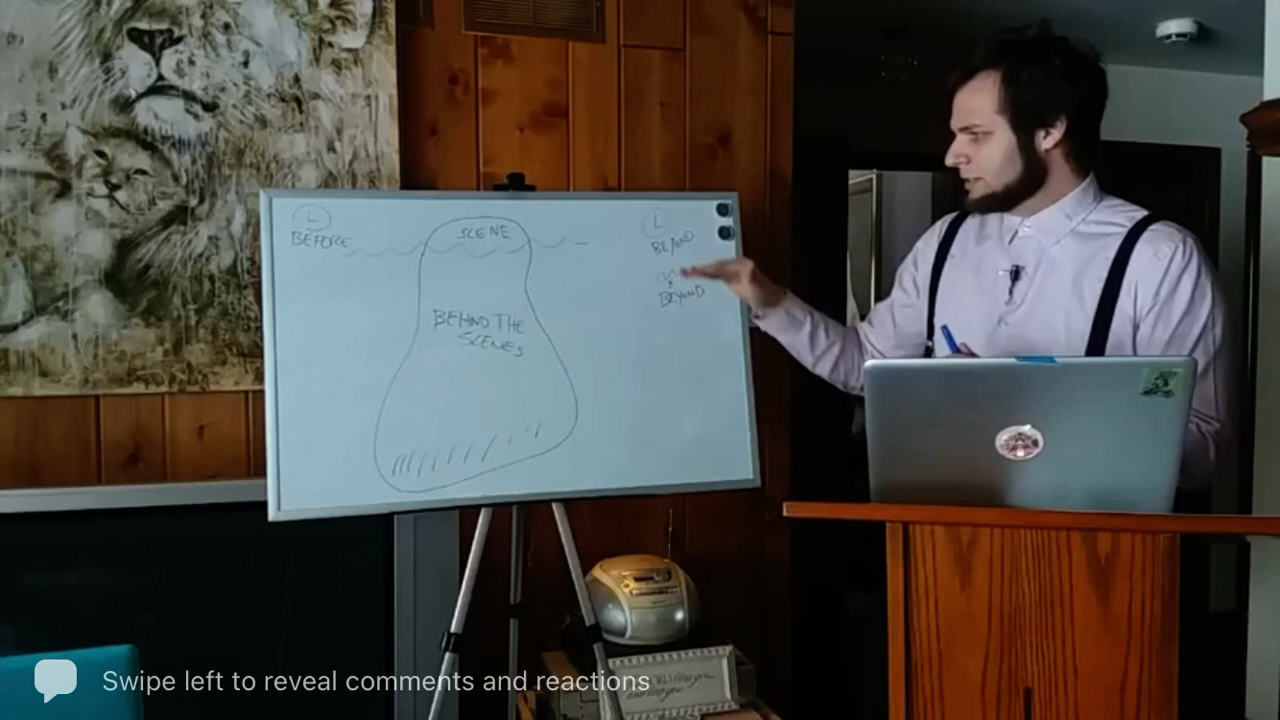 L
BEFORE
SCENE
BEHIND THE
SCENES
L
BEYOND
BEYOND
Swipe left to reveal comments and reactions